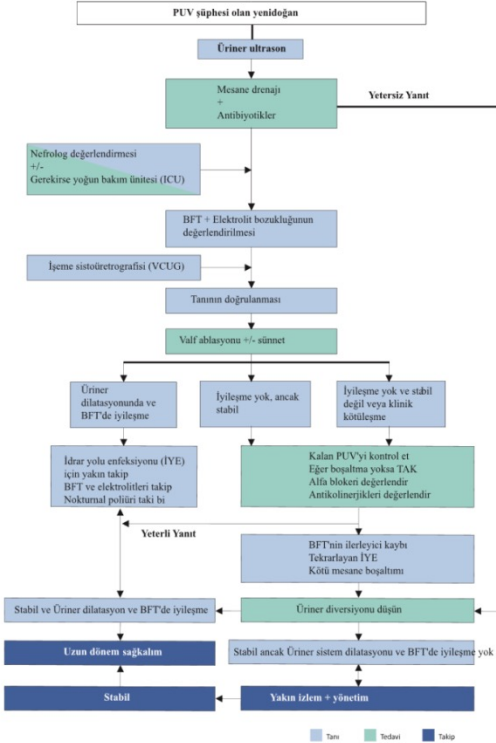 PUV şüphesi olan yenidoğan
Üriner ultrason
Mesane drenajı
+
Antibiyotikler
Yetersiz Yanıt
Nefrolog değerlendirmesi
+/-
Gerekirse yoğun bakım ünitesi (ICU)
BFT + Elektrolit bozukluğunun
değerlendirilmesi
İşeme sistoüretrografisi (VCUG)
Tanının doğrulanması
Valf ablasyonu +/- sünnet
Üriner
dilatasyonunda ve
BFT'de iyileşme
İyileşme yok, ancak
stabil
İyileşme yok ve stabil
değil veya klinik
kötüleşme
İdrar yolu enfeksiyonu (İYE)
için yakın takip
BFT ve elektrolitleri takip
Nokturnal poliüri taki bi
Kalan PUV'yi kontrol et
Eğer boşaltma yoksa TAK
Alfa blokeri değerlendir
Antikolinerjikleri değerlendir
Yeterli Yanıt
BFT'nin ilerleyici kaybı
Tekrarlayan İYE
Kötü mesane boşaltımı
Stabil ve Üriner dilatasyon ve BFT'de iyileşme
Üriner diversiyonu düşün
Uzun dönem sağkalım
Stabil ancak Üriner sistem dilatasyonu ve BFT'de iyileşme yok
Stabil
Yakın izlem + yönetim
Tanı
Tedavi
Takip